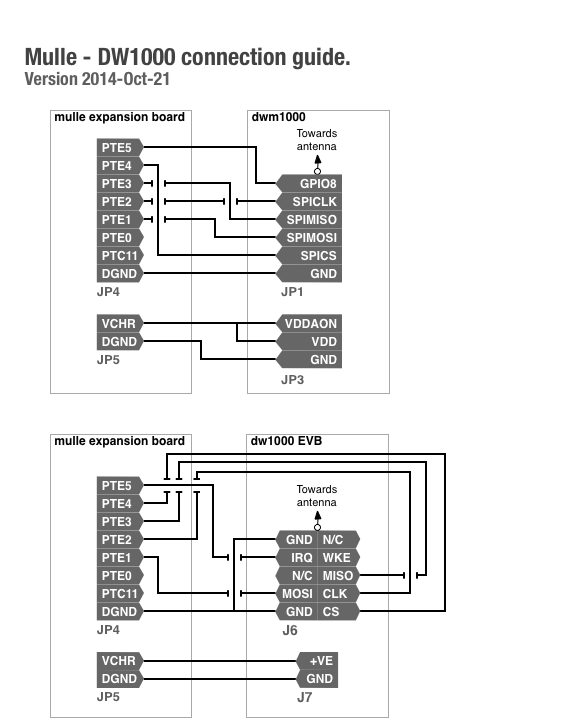 Mulle - DW1000 connection guide.
Version 2014-Oct-21
mulle expansion board
dwm1000
Towards
antenna
PTE5
PTE4
PTE3
PTE2
PTE1
PTE0
PTC11
DGND
JP4
GPIO8
SPICLK
SPIMISO
SPIMOSI
SPICS
GND
JP1
VCHR
DGND
JP5
VDDAON
VDD
GND
JP3
mulle expansion board
dw1000 EVB
Towards
antenna
PTE5
PTE4
PTE3
PTE2
PTE1
PTE0
PTC11
DGND
JP4
GND N/C
IRQ WKE
N/C MISO
MOSI CLK
GND CS
J6
VCHR
DGND
JP5
+VE
GND
J7